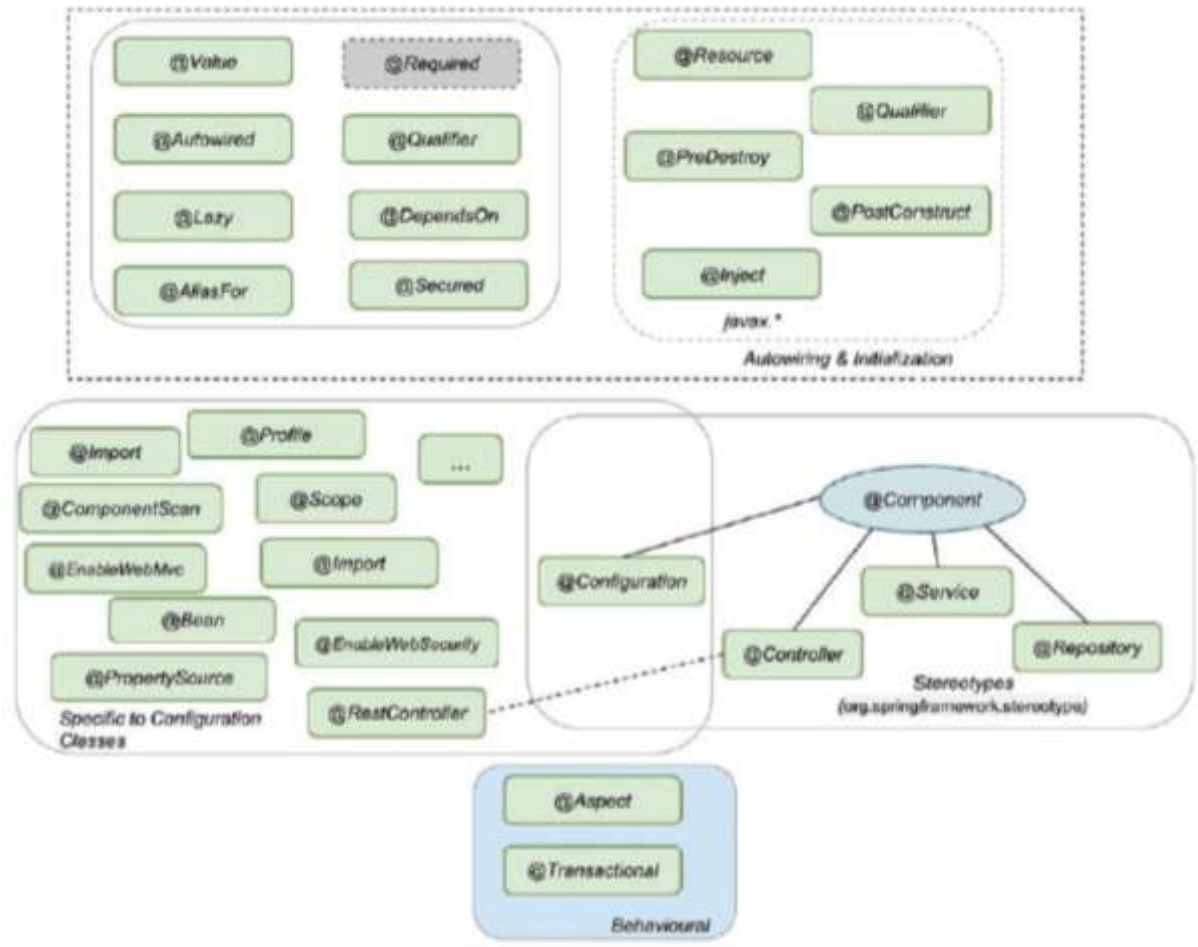 @Value
@Required
@Autowired
@Qualifier
@Lazy
@DependsOn
@AliasFor
@Secured
@Resource
@Qualifier
@PreDestroy
@PostConstruct
@Inject
javax.*
Autowiring & Initialization
@Import
@Profile
...
@ComponentScan
@Scope
@EnableWebMvc
@Import
@Bean
@EnableWebSecurity
@PropertySource
@RestController
Specific to Configuration
Classes
@Configuration
@Component
@Service
@Controller
@Repository
Stereotypes
(org.springframework.stereotype)
@Aspect
@Transactional
Behavioural